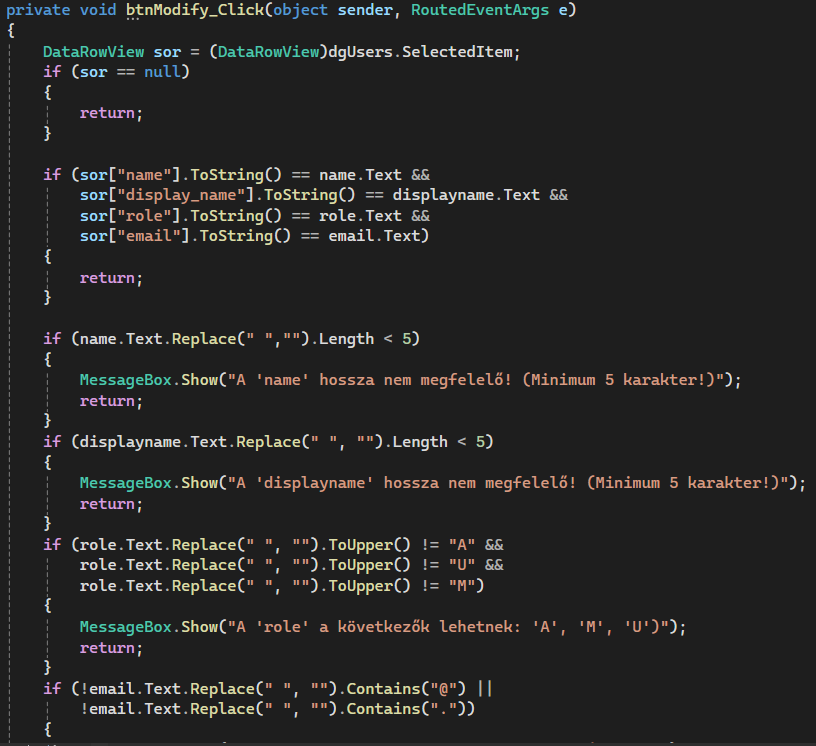 private void btnModify_Click(object sender, RoutedEventArgs e)
{
DataRowView sor = (DataRowView)dgUsers.SelectedItem;
if (sor == null)
{
return;
}
if (sor["name"].ToString() == name.Text &&
sor["display_name"].ToString() == displayname.Text &&
sor["role"].ToString() == role.Text &&
sor["email"].ToString() == email.Text)
{
return;
}
if (name.Text.Replace(" ","").Length < 5)
{
MessageBox.Show("A 'name' hossza nem megfelelő! (Minimum 5 karakter!)");
return;
}
if (displayname.Text.Replace(" ", "").Length < 5)
{
MessageBox.Show("A 'displayname' hossza nem megfelelő! (Minimum 5 karakter!)");
return;
}
if (role.Text.Replace(" ", "").ToUpper() != "A" &&
role.Text.Replace(" ", "").ToUpper() != "U" &&
role.Text.Replace(" ", "").ToUpper() != "M")
{
MessageBox.Show("A 'role' a következők lehetnek: 'A', 'M', 'U')");
return;
}
if (!email.Text.Replace(" ", "").Contains("@") ||
!email.Text.Replace(" ", "").Contains("."))
{